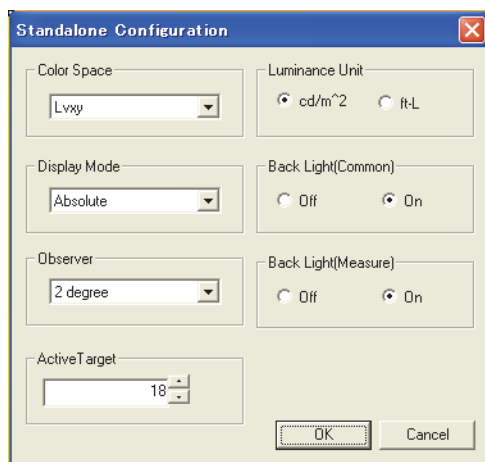 Standalone Configuration
Color Space
Lvxy
Luminance Unit
cd/m^2 ft-L
Display Mode
Absolute
Back Light(Common)
Off On
Observer
2 degree
Back Light(Measure)
Off On
ActiveTarget
18
OK Cancel